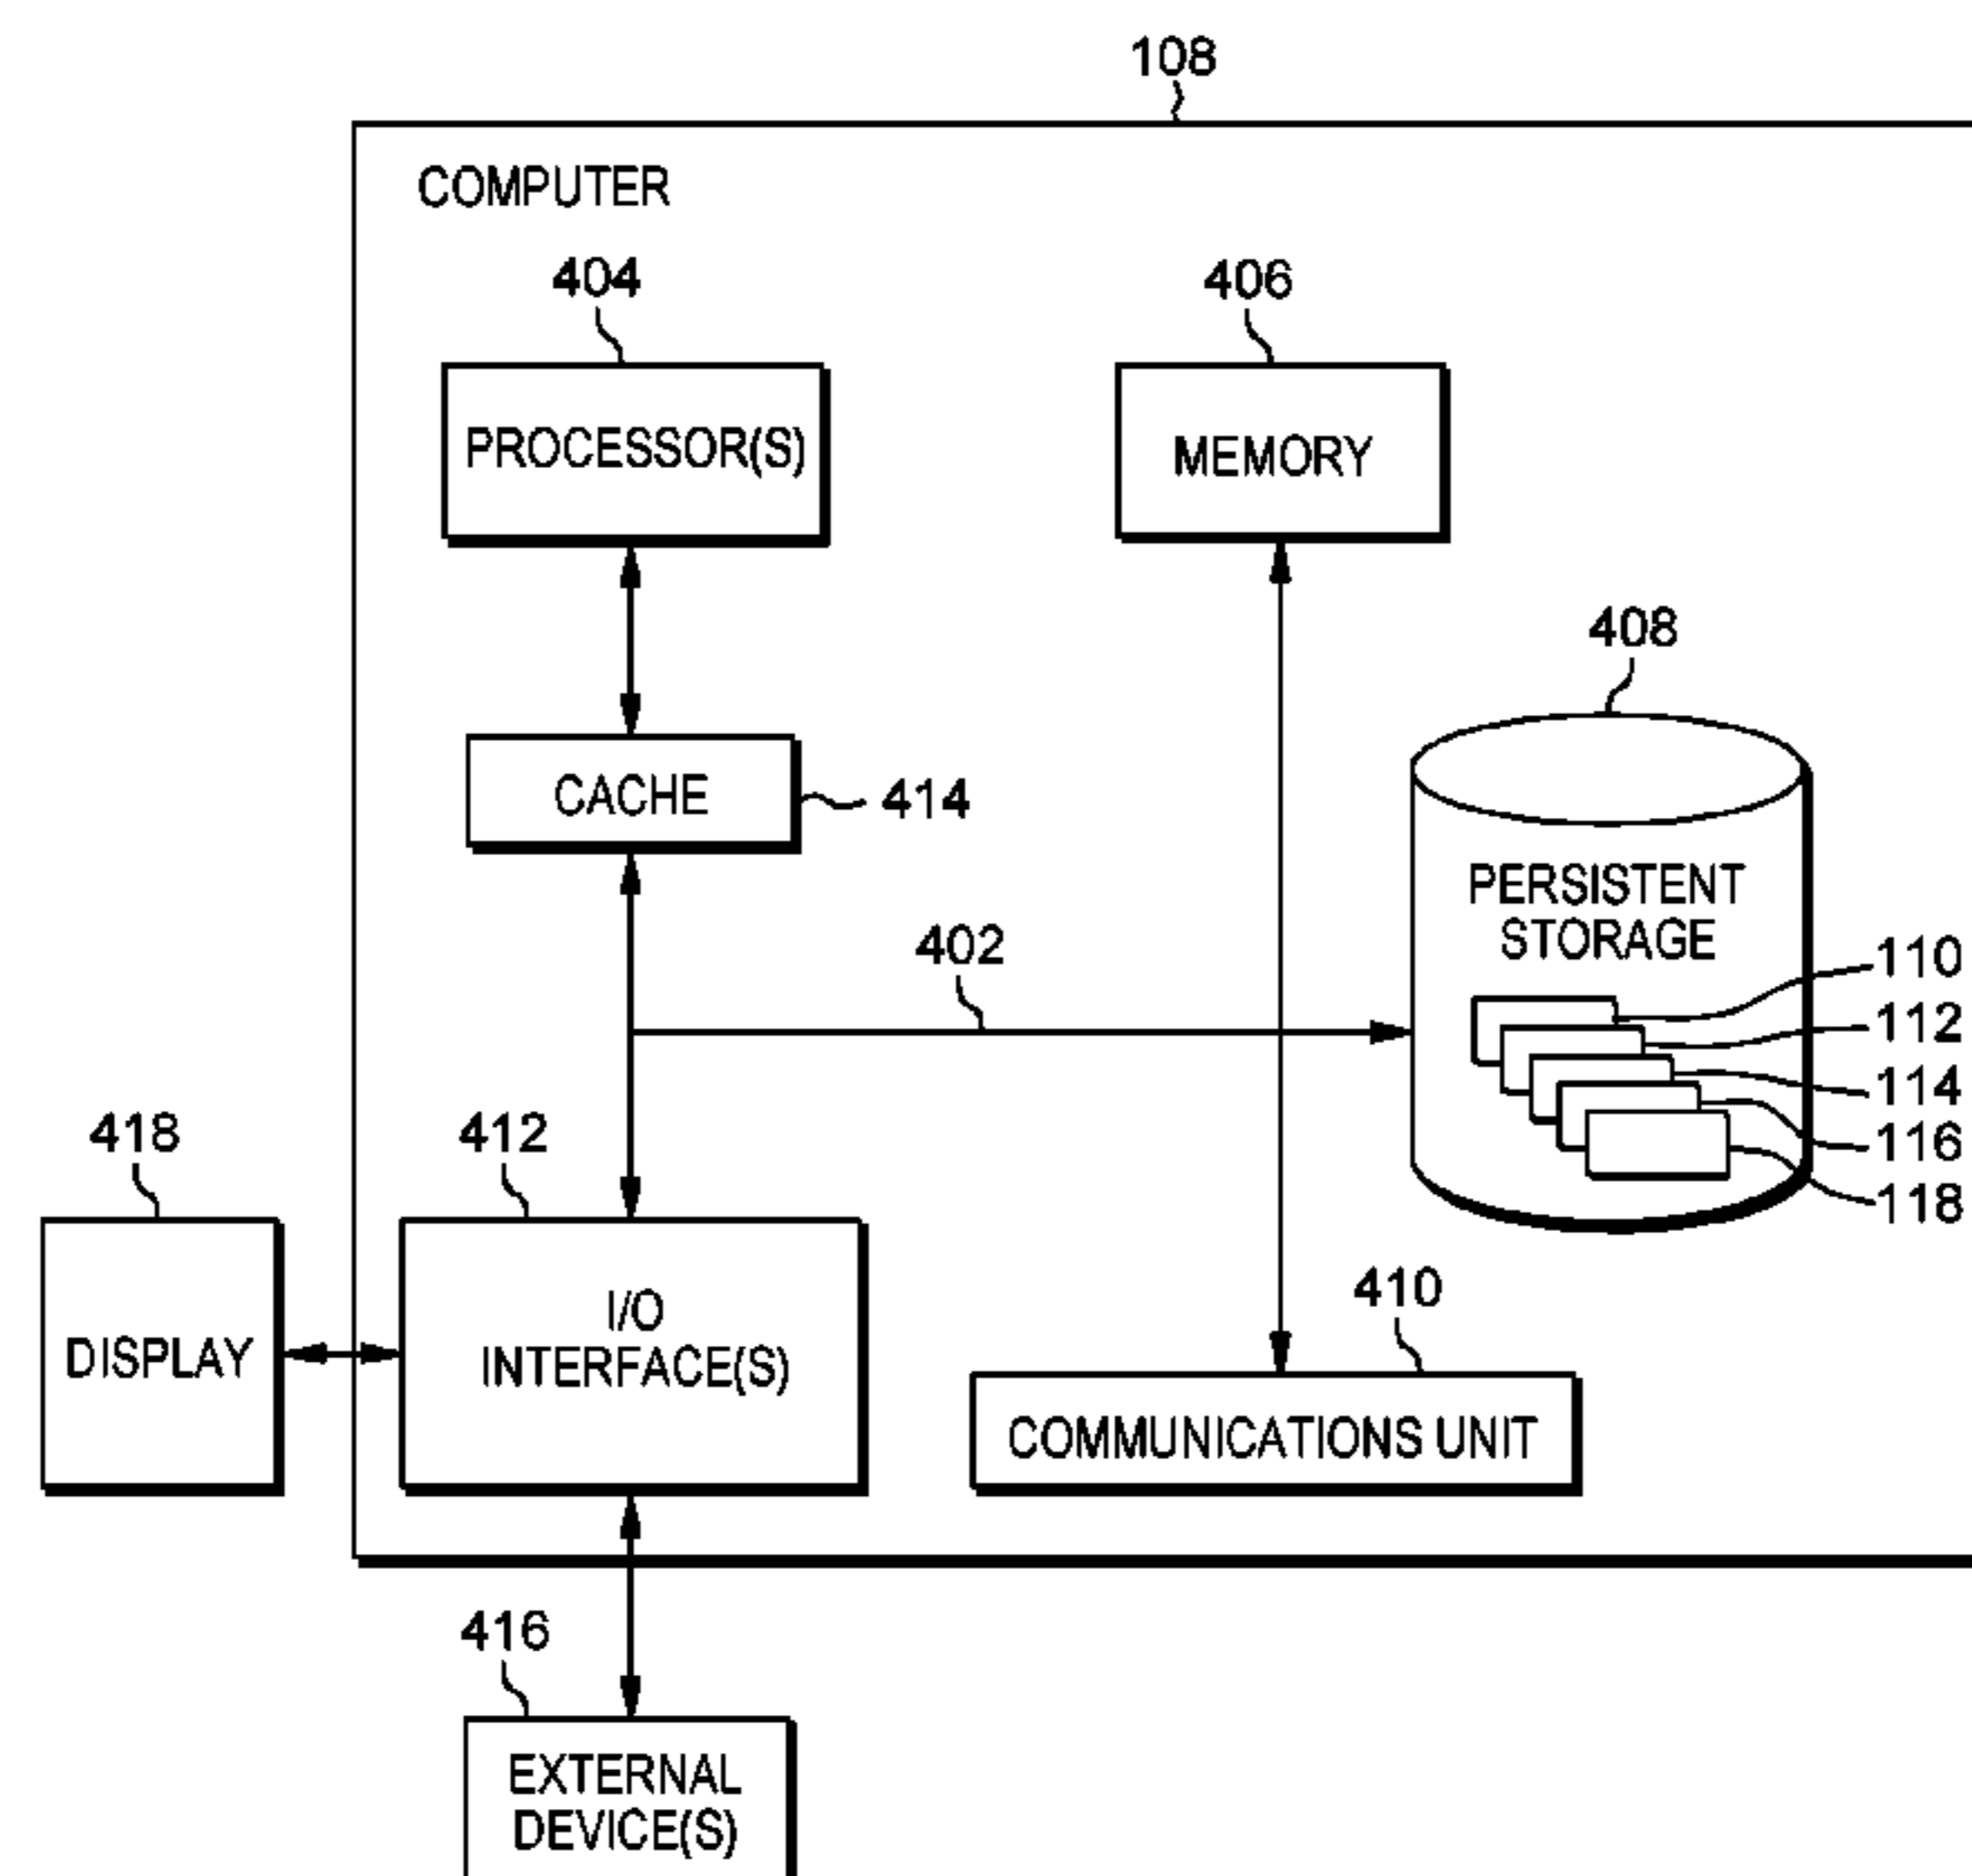 108
COMPUTER
404
406
PROCESSOR(S)
MEMORY
408
CACHE
414
PERSISTENT
STORAGE
402
110
112
114
116
118
418
412
410
I/O
INTERFACE(S)
DISPLAY
COMMUNICATIONS UNIT
416
EXTERNAL
DEVICE(S)